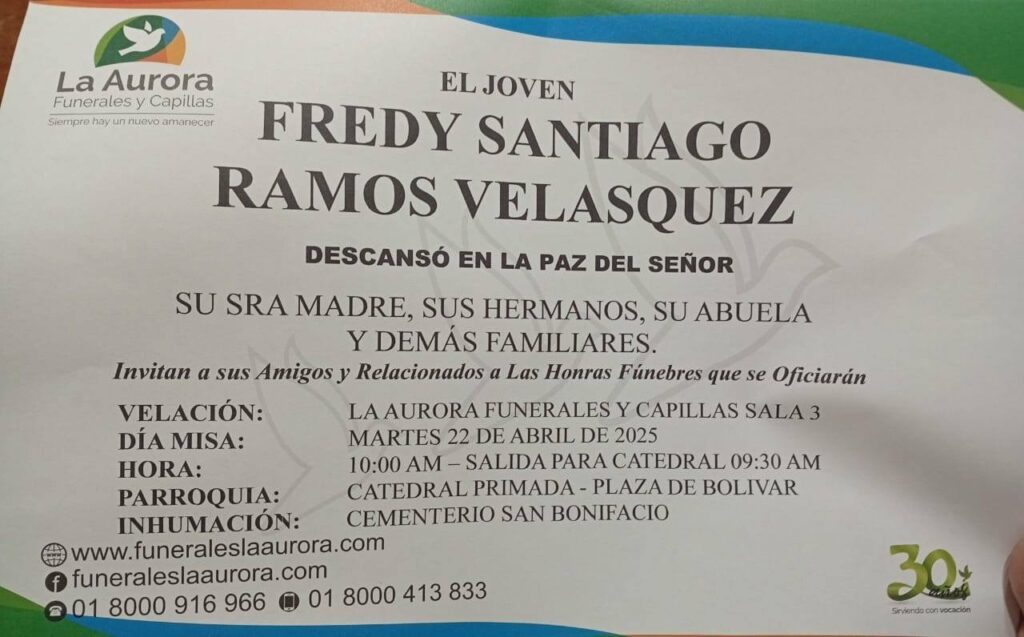 La Aurora
Funerales y Capillas
Siempre hay un nuevo amanecer
EL JOVEN
FREDY SANTIAGO
RAMOS VELASQUEZ
DESCANSÓ EN LA PAZ DEL SEÑOR
SU SRA MADRE, SUS HERMANOS, SU ABUELA
Y DEMÁS FAMILIARES.
Invitan a sus Amigos y Relacionados a Las Honras Fúnebres que se Oficiarán
VELACIÓN: LA AURORA FUNERALES Y CAPILLAS SALA 3
DÍA MISA: MARTES 22 DE ABRIL DE 2025
HORA: 10:00 AM – SALIDA PARA CATEDRAL 09:30 AM
PARROQUIA: CATEDRAL PRIMADA - PLAZA DE BOLIVAR
INHUMACIÓN: CEMENTERIO SAN BONIFACIO
www.funeraleslaaurora.com
funeraleslaaurora.com
01 8000 916 966 01 8000 413 833
30
años
Sirviendo con vocación